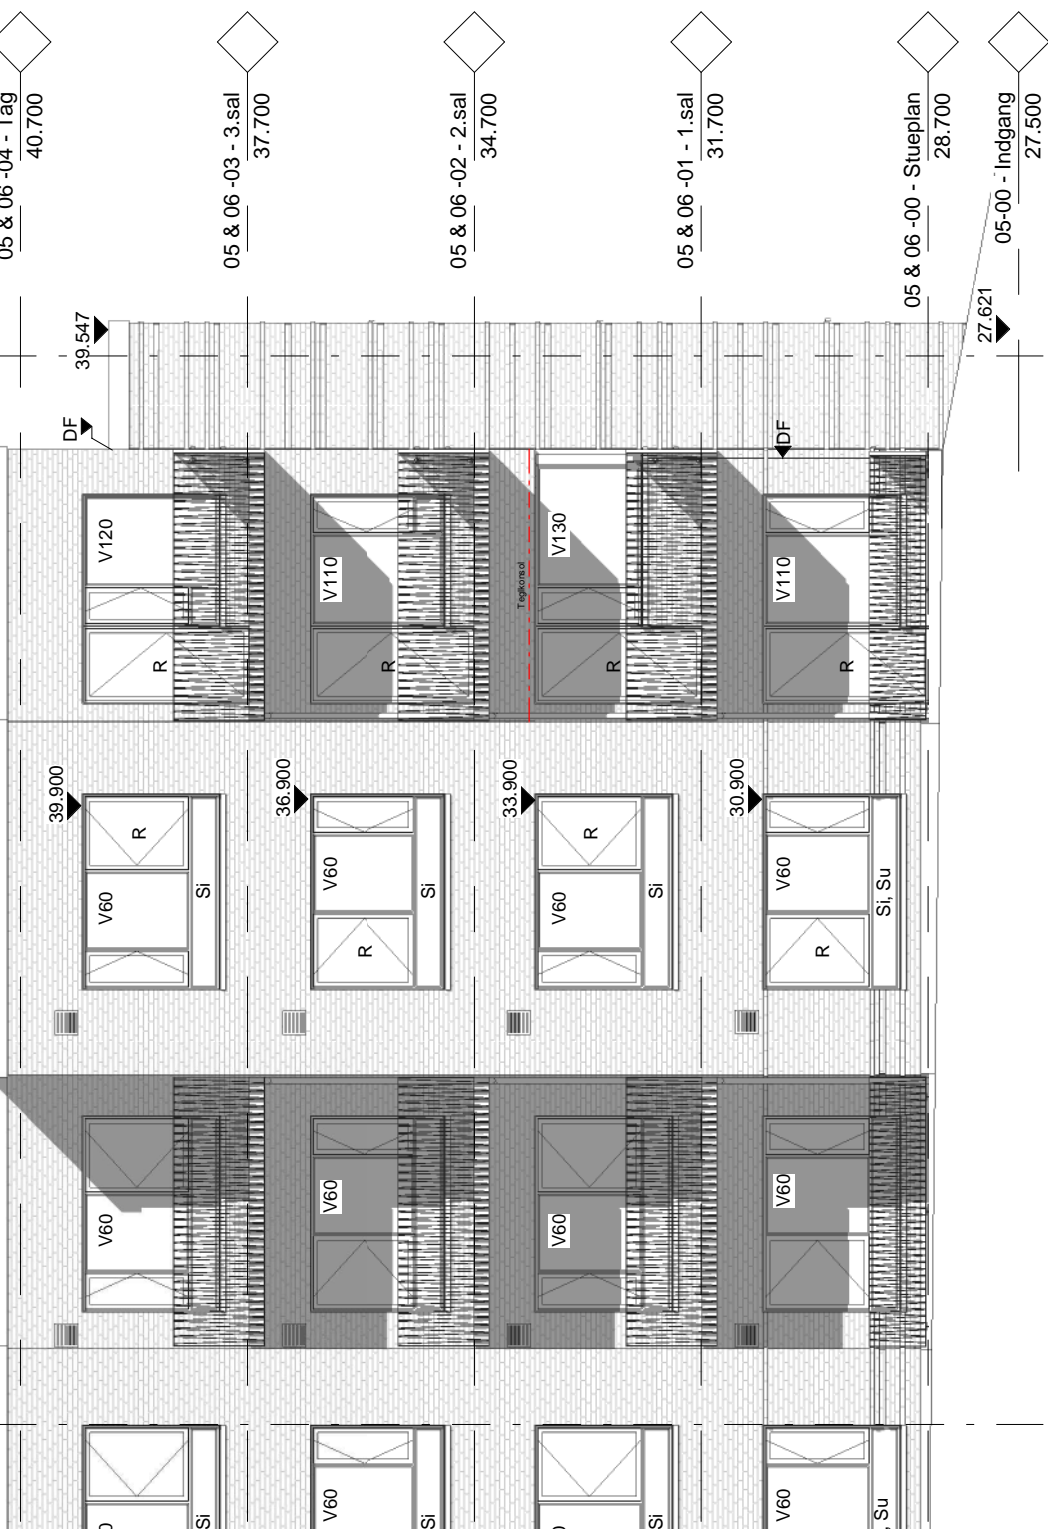 05 & 06 -04 - Tag
40.700
05 & 06 -03 - 3.sal
37.700
05 & 06 -02 - 2.sal
34.700
05 & 06 -01 - 1.sal
31.700
05 & 06 -00 - Stueplan
28.700
05-00 - Indgang
27.500
39.547
27.621
DF
DF
V120
R
V110
R
Teglkonsol
V130
R
V110
R
39.900
36.900
33.900
30.900
R
V60
Si
V60
R
Si
R
V60
Si
V60
R
Si, Su
V60
V60
V60
V60
Si
V60
Si
Si
V60
Su